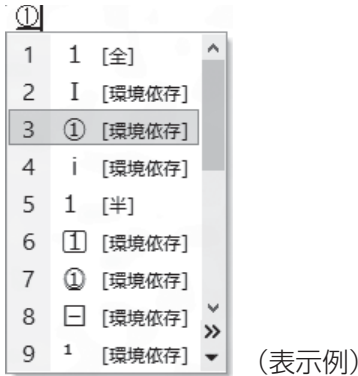 ①
1 1 [全]
2 Ⅰ [環境依存]
3 ① [環境依存]
4 ⅰ [環境依存]
5 1 [半]
6 1️⃣ [環境依存]
7 ⓵ [環境依存]
8 ㊀ [環境依存]
9 ¹ [環境依存]
(表示例)